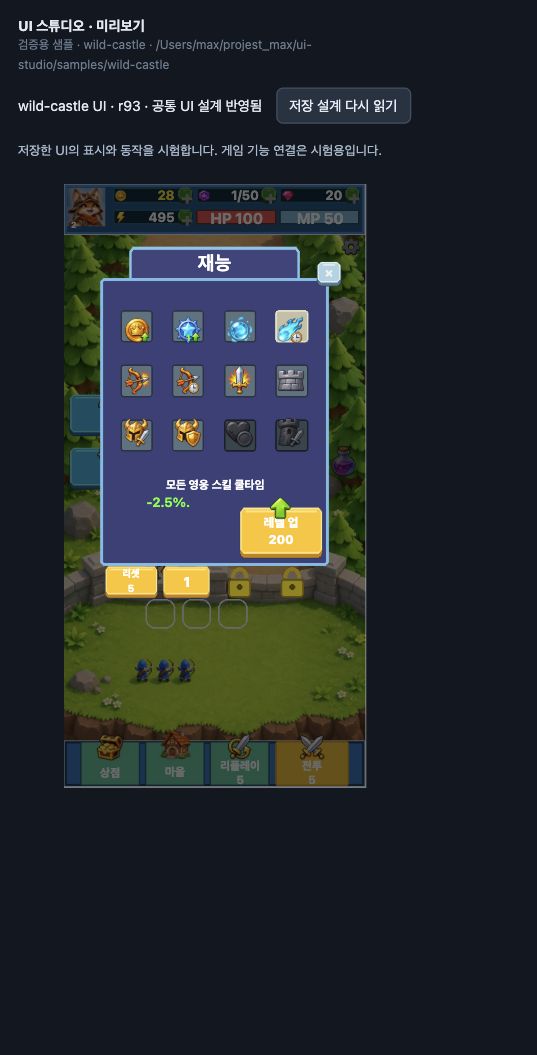 UI 스튜디오 · 미리보기
검증용 샘플 · wild-castle · /Users/max/projest_max/ui-
studio/samples/wild-castle
wild-castle UI · r93 · 공통 UI 설계 반영됨
저장 설계 다시 읽기
저장한 UI의 표시와 동작을 시험합니다. 게임 기능 연결은 시험용입니다.
28
1/50
20
2
495
HP 100
MP 50
재능
×
모든 영웅 스킬 쿨타임
-2.5%.
레벨 업
200
리셋
5
1
상점
마을
리플레이
5
전투
5